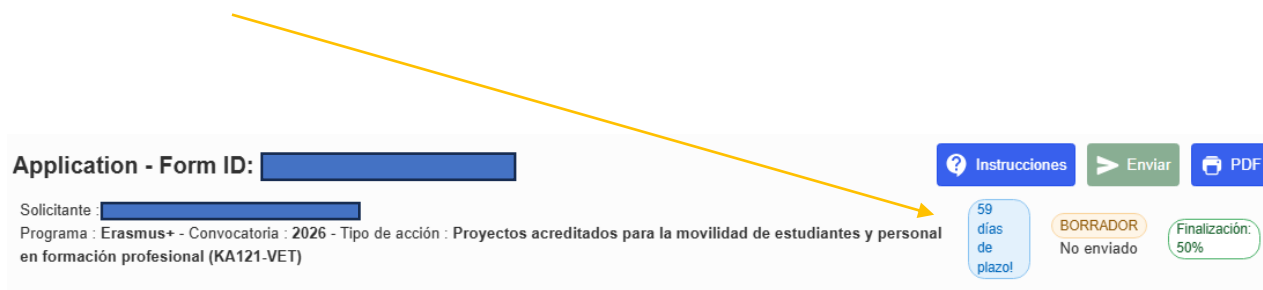 Application - Form ID:
Instrucciones
Enviar
PDF
Solicitante :
Programa : Erasmus+ - Convocatoria : 2026 - Tipo de acción : Proyectos acreditados para la movilidad de estudiantes y personal
en formación profesional (KA121-VET)
59
días
de
plazo!
BORRADOR
No enviado
Finalización:
50%